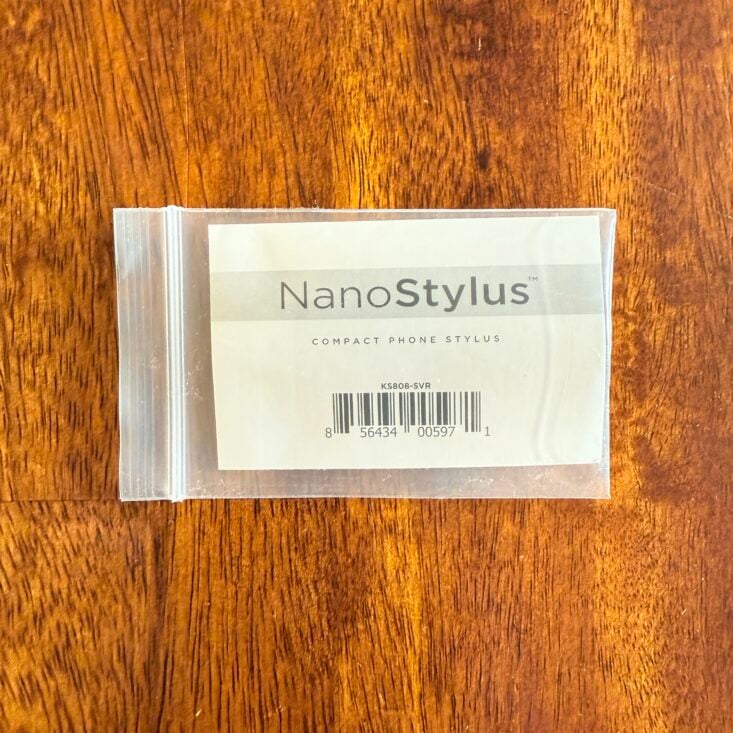 NanoStylus™
COMPACT PHONE STYLUS
KS808-SVR
8 56434 00597 1